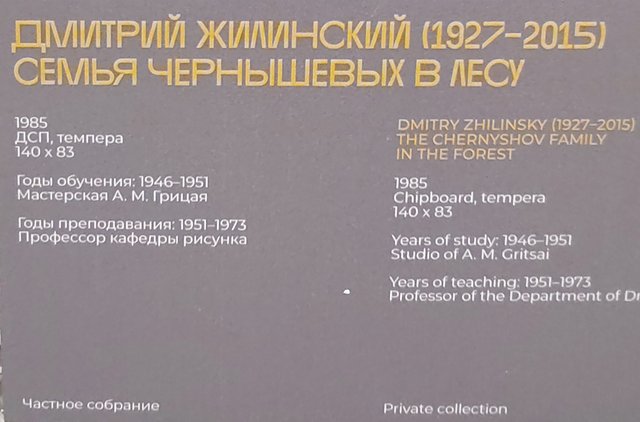 ДМИТРИЙ ЖИЛИНСКИЙ (1927–2015)
СЕМЬЯ ЧЕРНЫШЕВЫХ В ЛЕСУ
1985
ДСП, темпера
140 x 83
Годы обучения: 1946–1951
Мастерская А. М. Грицая
Годы преподавания: 1951–1973
Профессор кафедры рисунка
Частное собрание
DMITRY ZHILINSKY (1927–2015)
THE CHERNYSHOV FAMILY
IN THE FOREST
1985
Chipboard, tempera
140 x 83
Years of study: 1946–1951
Studio of A. M. Gritsai
Years of teaching: 1951–1973
Professor of the Department of
Private collection